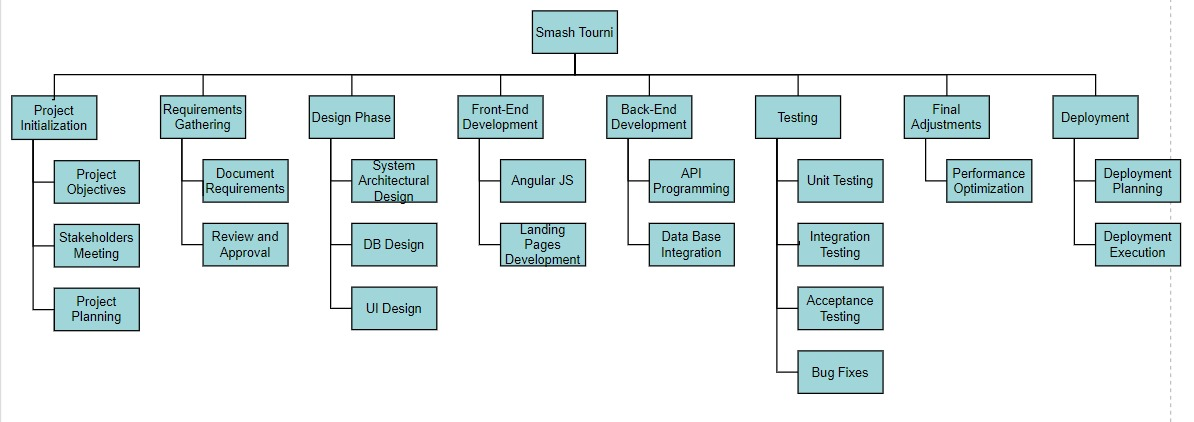 Smash Tourni
Project
Initialization
Requirements
Gathering
Design Phase
Front-End
Development
Back-End
Development
Testing
Final
Adjustments
Deployment
Project
Objectives
Document
Requirements
System
Architectural
Design
Angular JS
API
Programming
Unit Testing
Performance
Optimization
Deployment
Planning
Stakeholders
Meeting
Review and
Approval
DB Design
Landing
Pages
Development
Data Base
Integration
Integration
Testing
Deployment
Execution
Project
Planning
UI Design
Acceptance
Testing
Bug Fixes